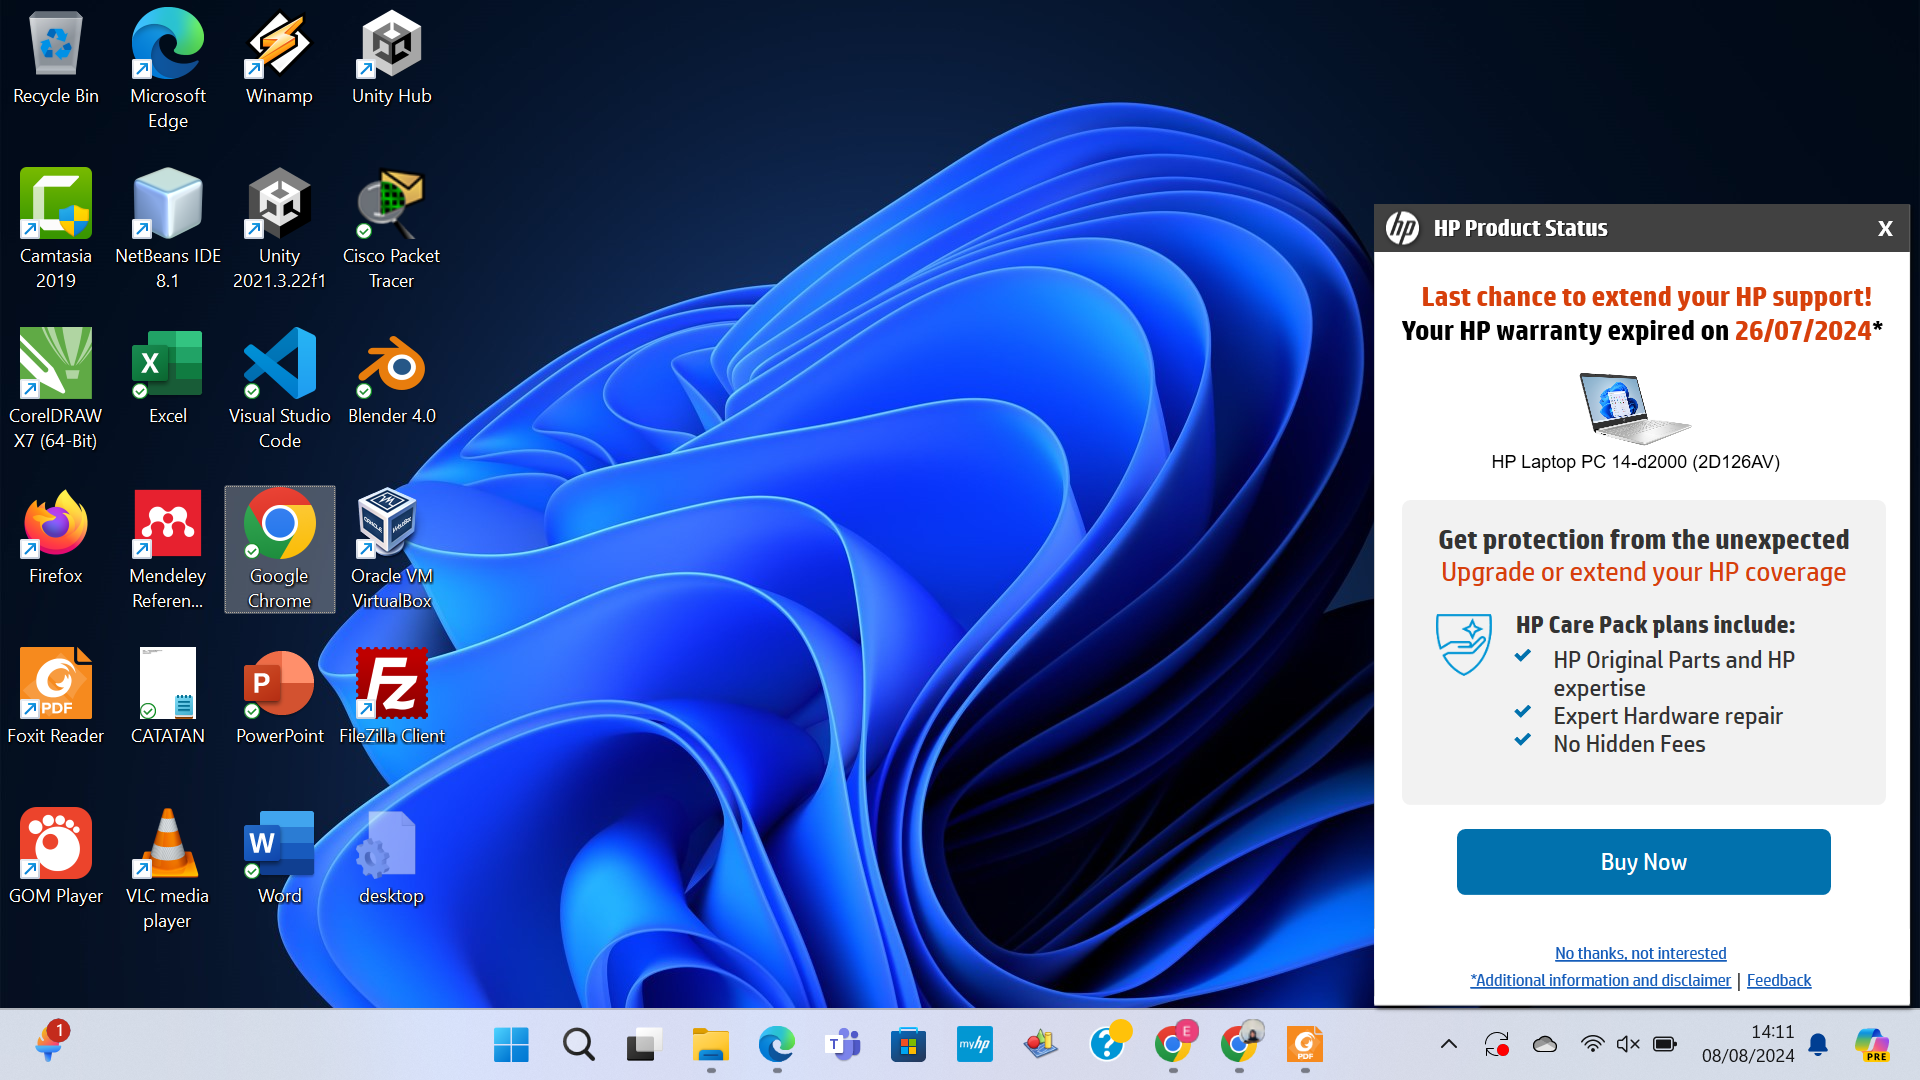 Recycle Bin
Microsoft
Edge
Winamp
Unity Hub
Camtasia
2019
NetBeans IDE
8.1
Unity
2021.3.22f1
Cisco Packet
Tracer
CorelDRAW
X7 (64-Bit)
Excel
Visual Studio
Code
Blender 4.0
Firefox
Mendeley
Referen...
Google
Chrome
Oracle VM
VirtualBox
Foxit Reader
CATATAN
PowerPoint
FileZilla Client
GOM Player
VLC media
player
Word
desktop
hp
HP Product Status
X
Last chance to extend your HP support!
Your HP warranty expired on 26/07/2024*
HP Laptop PC 14-d2000 (2D126AV)
Get protection from the unexpected
Upgrade or extend your HP coverage
HP Care Pack plans include:
HP Original Parts and HP
expertise
Expert Hardware repair
No Hidden Fees
Buy Now
No thanks, not interested
*Additional information and disclaimer | Feedback
1
T
myhp
?
E
PDF
14:11
08/08/2024
PRE